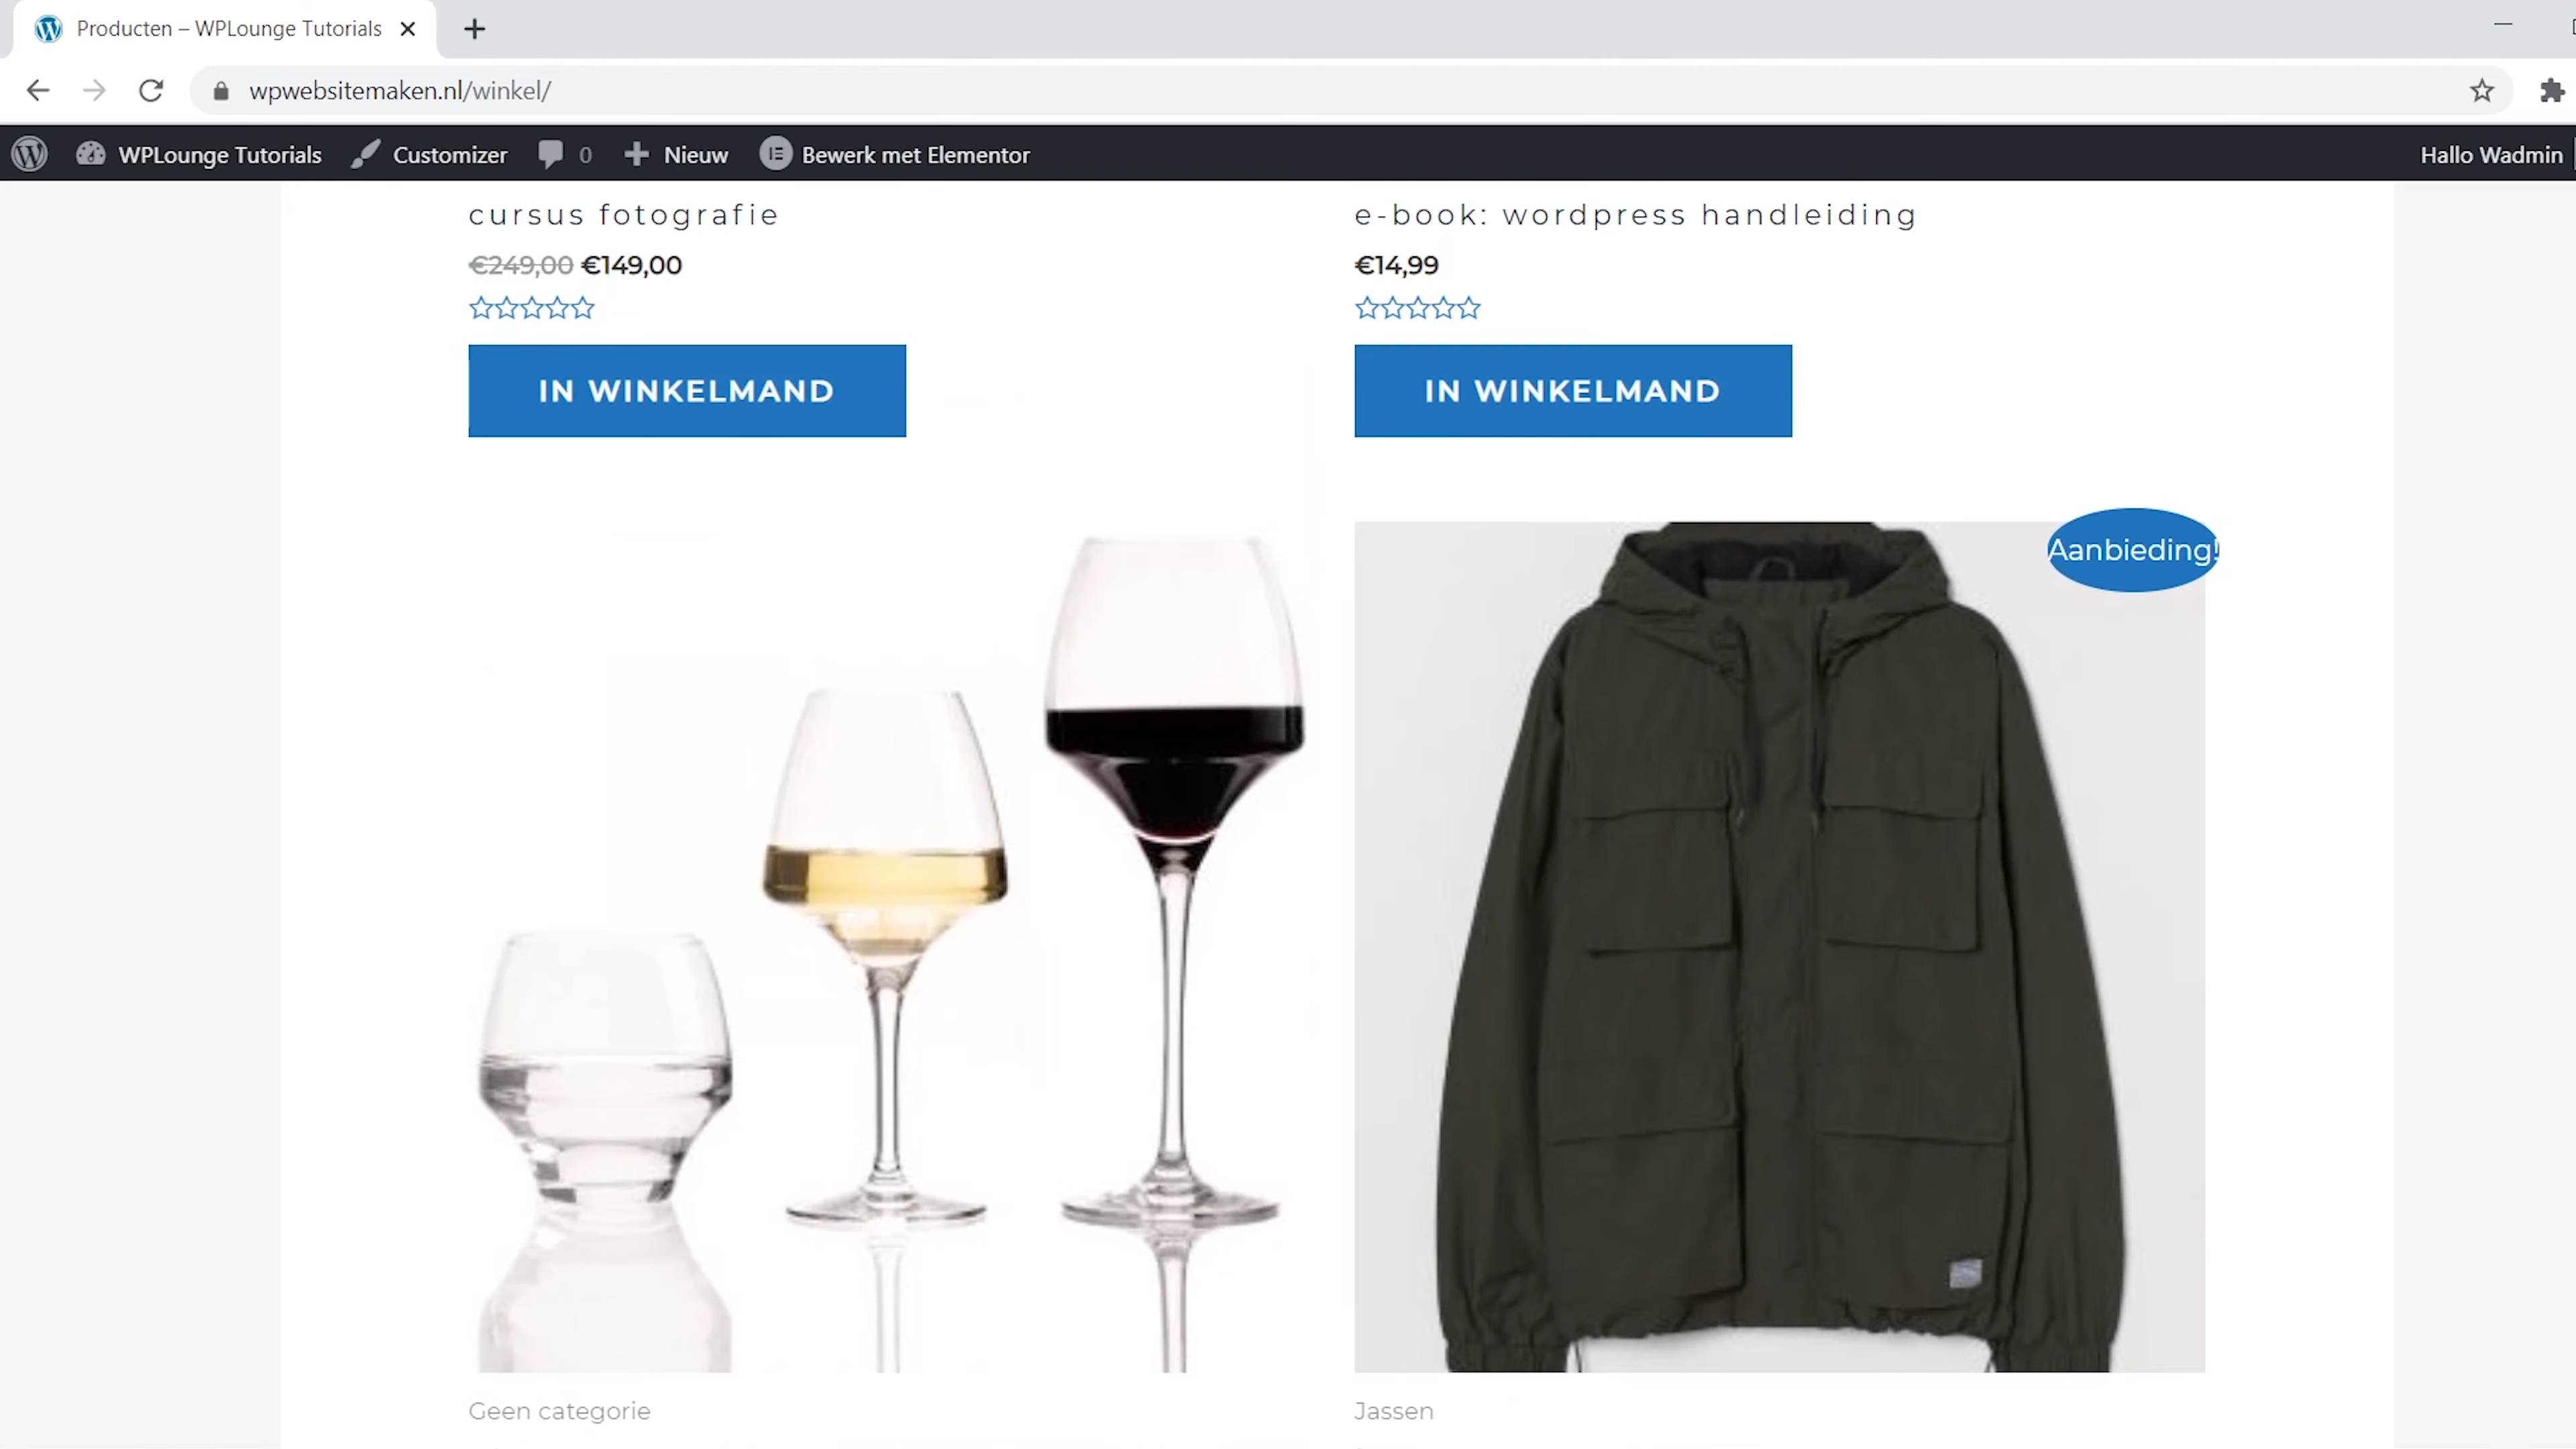 Producten – WPLounge Tutorials
wpwebsitemaken.nl/winkel/
WPLounge Tutorials Customizer 0 Nieuw Bewerk met Elementor Hallo Wadmin
cursus fotografie
€249,00 €149,00
IN WINKELMAND
e-book: wordpress handleiding
€14,99
IN WINKELMAND
Aanbieding!
Geen categorie
Jassen